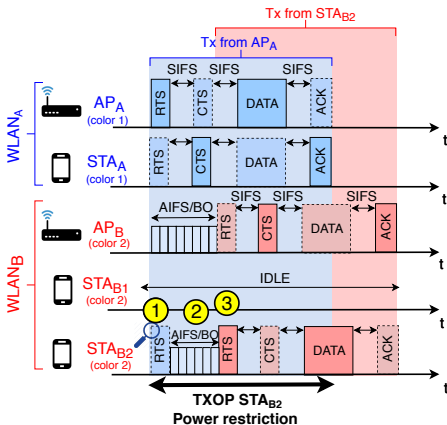 Tx from STAB2
Tx from APA
SIFS SIFS SIFS
WLANA
APA
(color 1)
RTS CTS DATA ACK
t
STAA
(color 1)
RTS CTS DATA ACK
t
SIFS SIFS SIFS
WLANB
APB
(color 2)
AIFS/BO
RTS CTS DATA ACK
t
STAB1
(color 2)
IDLE
t
1 2 3
STAB2
(color 2)
RTS
AIFS/BO
RTS CTS DATA ACK
t
TXOP STAB2
Power restriction